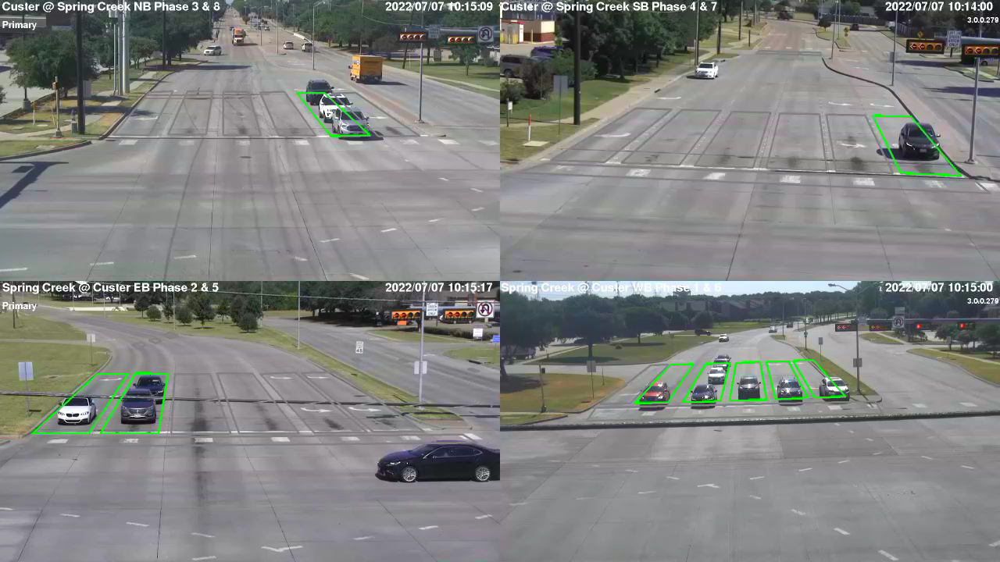 Custer @ Spring Creek NB Phase 3 & 8
2022/07/07 10:15:09
Primary
Custer @ Spring Creek SB Phase 4 & 7
2022/07/07 10:14:00
3.0.0.279
Spring Creek @ Custer EB Phase 2 & 5
2022/07/07 10:15:17
Primary
45
Spring Creek @ Custer WB Phase 1 & 6
2022/07/07 10:15:00
3.0.0.279